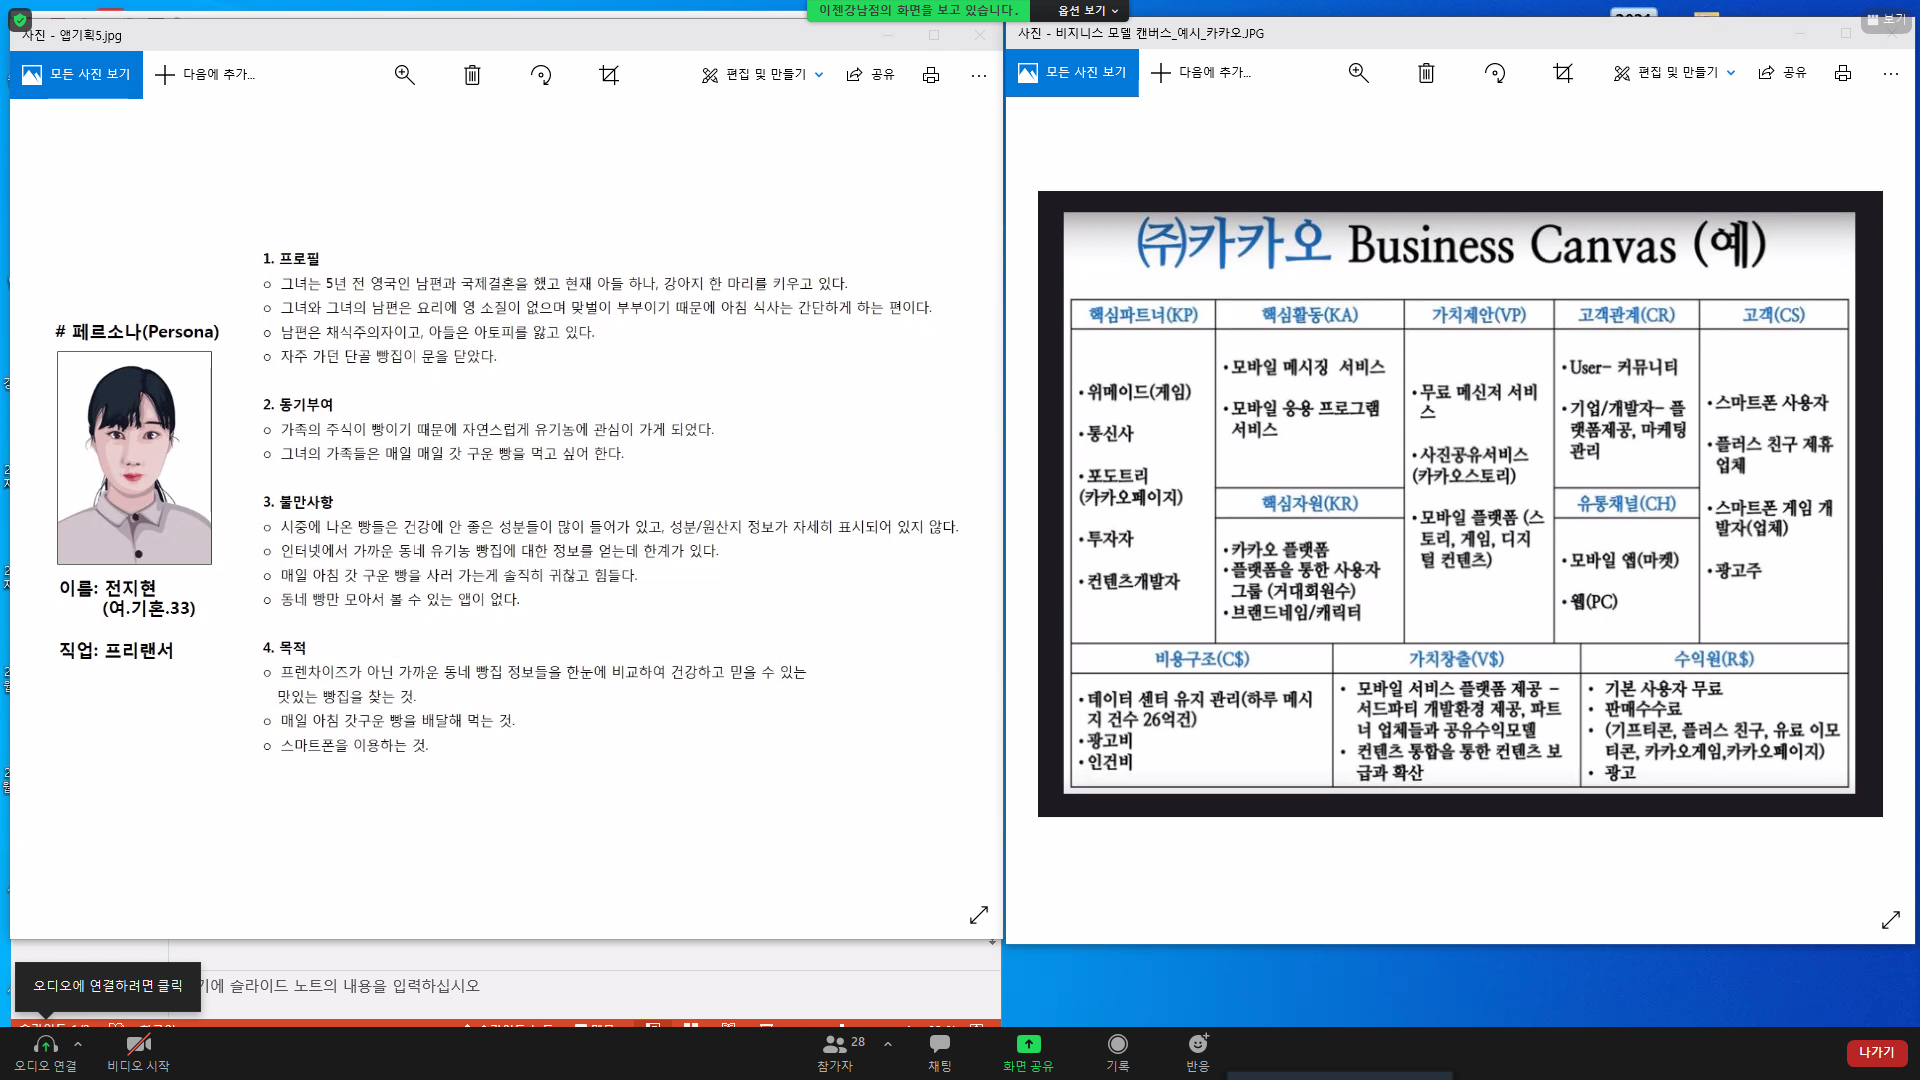 이젠강남점의 화면을 보고 있습니다.
옵션 보기
보기
사진 - 앱기획5.jpg
모든 사진 보기
다음에 추가...
편집 및 만들기
공유
# 페르소나(Persona)
이름: 전지현
(여.기혼.33)
직업: 프리랜서
1. 프로필
○ 그녀는 5년 전 영국인 남편과 국제결혼을 했고 현재 아들 하나, 강아지 한 마리를 키우고 있다.
○ 그녀와 그녀의 남편은 요리에 영 소질이 없으며 맞벌이 부부이기 때문에 아침 식사는 간단하게 하는 편이다.
○ 남편은 채식주의자이고, 아들은 아토피를 앓고 있다.
○ 자주 가던 단골 빵집이 문을 닫았다.
2. 동기부여
○ 가족의 주식이 빵이기 때문에 자연스럽게 유기농에 관심이 가게 되었다.
○ 그녀의 가족들은 매일 매일 갓 구운 빵을 먹고 싶어 한다.
3. 불만사항
○ 시중에 나온 빵들은 건강에 안 좋은 성분들이 많이 들어가 있고, 성분/원산지 정보가 자세히 표시되어 있지 않다.
○ 인터넷에서 가까운 동네 유기농 빵집에 대한 정보를 얻는데 한계가 있다.
○ 매일 아침 갓 구운 빵을 사러 가는게 솔직히 귀찮고 힘들다.
○ 동네 빵만 모아서 볼 수 있는 앱이 없다.
4. 목적
○ 프렌차이즈가 아닌 가까운 동네 빵집 정보들을 한눈에 비교하여 건강하고 믿을 수 있는
맛있는 빵집을 찾는 것.
○ 매일 아침 갓구운 빵을 배달해 먹는 것.
○ 스마트폰을 이용하는 것.
사진 - 비지니스 모델 캔버스_예시_카카오.JPG
모든 사진 보기
다음에 추가...
편집 및 만들기
공유
㈜카카오 Business Canvas (예)
핵심파트너(KP)
• 위메이드(게임)
• 통신사
• 포도트리
(카카오페이지)
• 투자자
• 컨텐츠개발자
핵심활동(KA)
• 모바일 메시징 서비스
• 모바일 응용 프로그램
서비스
핵심자원(KR)
• 카카오 플랫폼
• 플랫폼을 통한 사용자
그룹 (거대회원수)
• 브랜드네임/캐릭터
가치제안(VP)
• 무료 메신저 서비
스
• 사진공유서비스
(카카오스토리)
• 모바일 플랫폼 (스
토리, 게임, 디지
털 컨텐츠)
고객관계(CR)
• User- 커뮤니티
• 기업/개발자- 플
랫폼제공, 마케팅
관리
유통채널(CH)
• 모바일 앱(마켓)
• 웹(PC)
고객(CS)
• 스마트폰 사용자
• 플러스 친구 제휴
업체
• 스마트폰 게임 개
발자(업체)
• 광고주
비용구조(C$)
• 데이터 센터 유지 관리(하루 메시
지 건수 26억건)
• 광고비
• 인건비
가치창출(V$)
• 모바일 서비스 플랫폼 제공 -
서드파티 개발환경 제공, 파트
너 업체들과 공유수익모델
• 컨텐츠 통합을 통한 컨텐츠 보
급과 확산
수익원(R$)
• 기본 사용자 무료
• 판매수수료
• (기프티콘, 플러스 친구, 유료 이모
티콘, 카카오게임,카카오페이지)
• 광고
오디오에 연결하려면 클릭
기에 슬라이드 노트의 내용을 입력하십시오
오디오 연결
비디오 시작
28
참가자
채팅
화면 공유
기록
반응
나가기